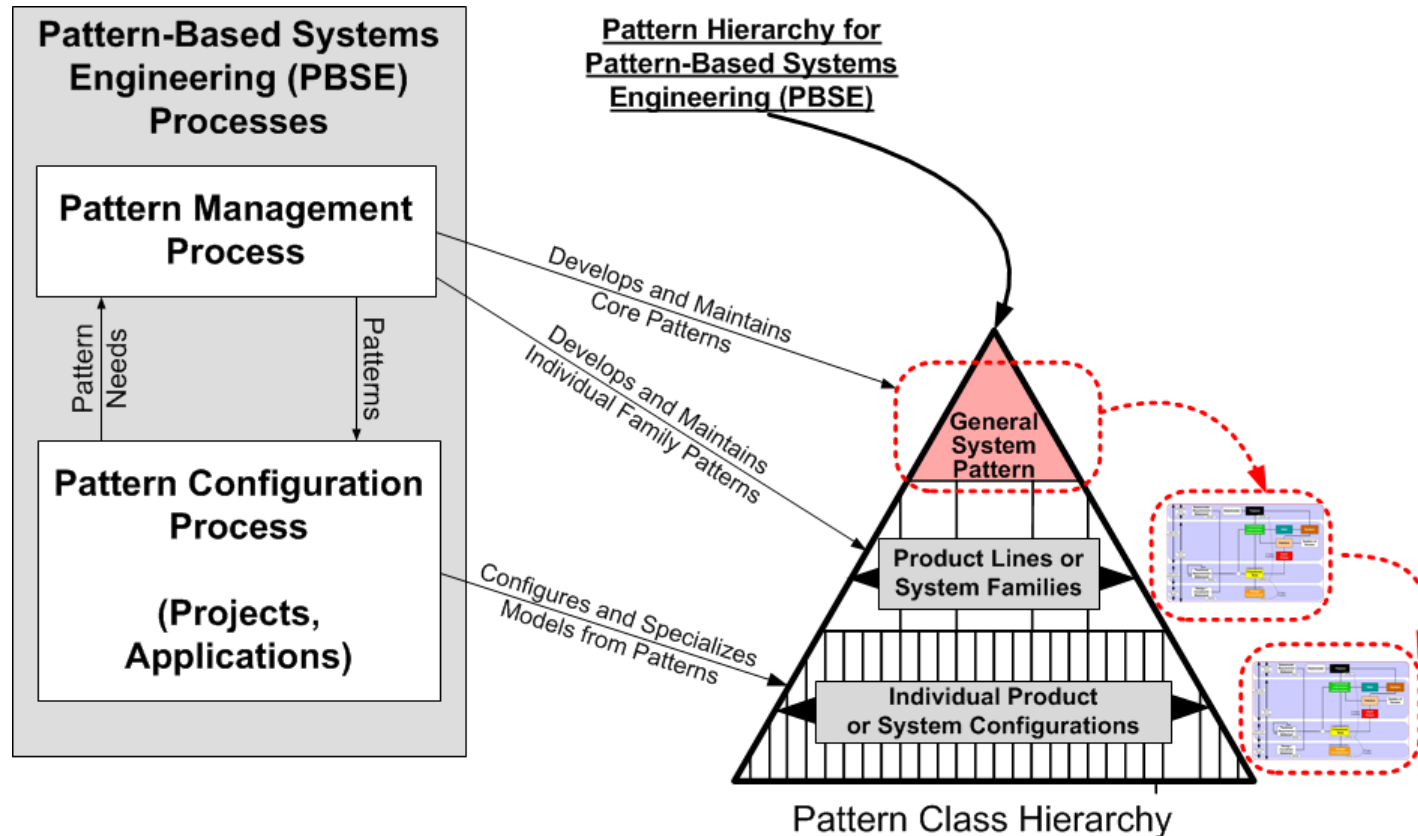 Pattern-Based Systems
Engineering (PBSE)
Processes
Pattern Management
Process
Pattern
Needs
Patterns
Pattern Configuration
Process
(Projects,
Applications)
Pattern Hierarchy for
Pattern-Based Systems
Engineering (PBSE)
Develops and Maintains
Core Patterns
Develops and Maintains
Individual Family Patterns
Configures and Specializes
Models from Patterns
General
System
Pattern
Product Lines or
System Families
Individual Product
or System Configurations
Pattern Class Hierarchy